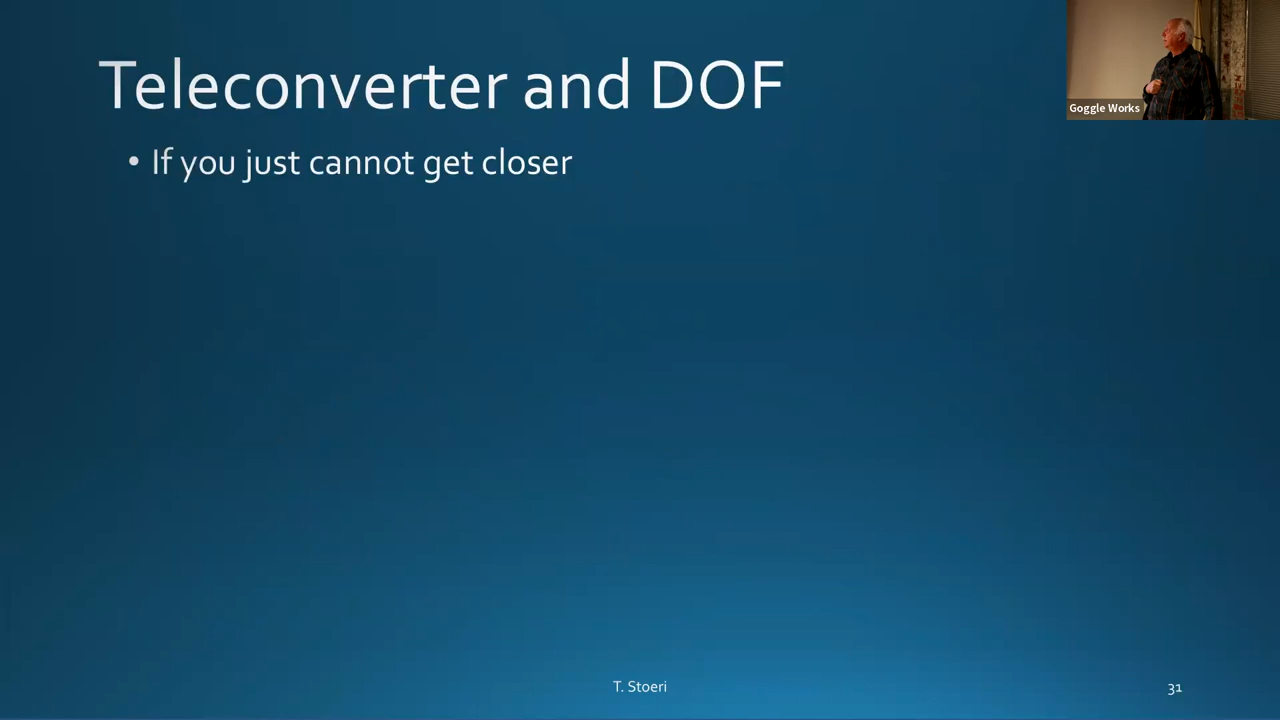 Teleconverter and DOF
Goggle Works
• If you just cannot get closer
T. Stoeri
31